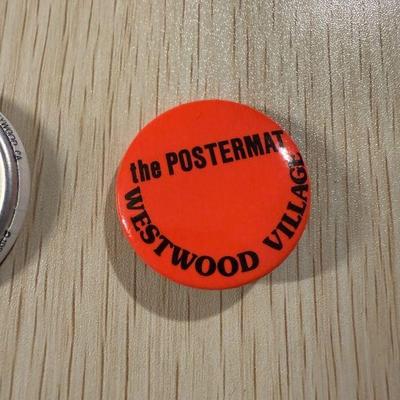 the POSTERMAT
WESTWOOD VILLAGE